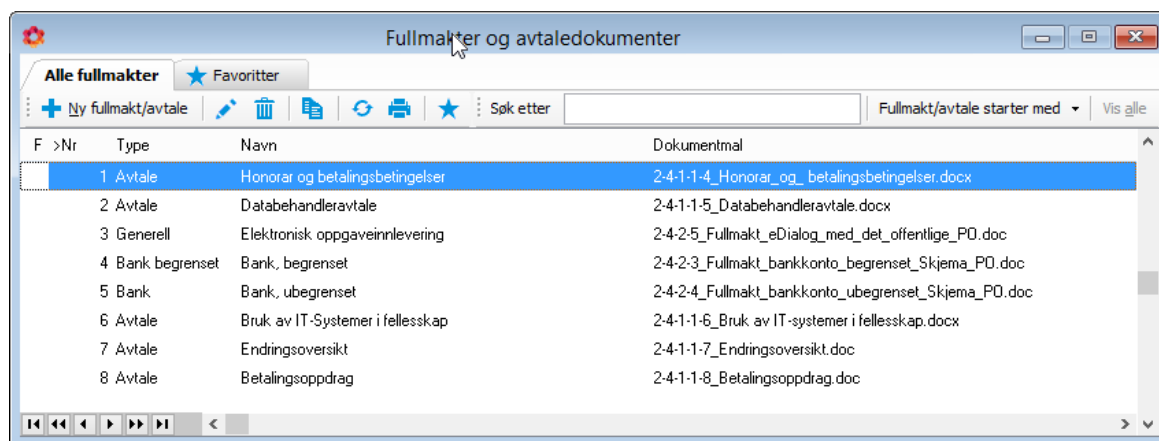 Fullmakter og avtaledokumenter
Alle fullmakter Favoritter
Ny fullmakt/avtale Søk etter Fullmakt/avtale starter med Vis alle
F >Nr Type Navn Dokumentmal
1 Avtale Honorar og betalingsbetingelser 2-4-1-1-4_Honorar_og_ betalingsbetingelser.docx
2 Avtale Databehandleravtale 2-4-1-1-5_Databehandleravtale.docx
3 Generell Elektronisk oppgaveinnlevering 2-4-2-5_Fullmakt_eDialog_med_det_offentlige_PO.doc
4 Bank begrenset Bank, begrenset 2-4-2-3_Fullmakt_bankkonto_begrenset_Skjema_PO.doc
5 Bank Bank, ubegrenset 2-4-2-4_Fullmakt_bankkonto_ubegrenset_Skjema_PO.doc
6 Avtale Bruk av IT-Systemer i fellesskap 2-4-1-1-6_Bruk av IT-systemer i fellesskap.docx
7 Avtale Endringsoversikt 2-4-1-1-7_Endringsoversikt.doc
8 Avtale Betalingsoppdrag 2-4-1-1-8_Betalingsoppdrag.doc